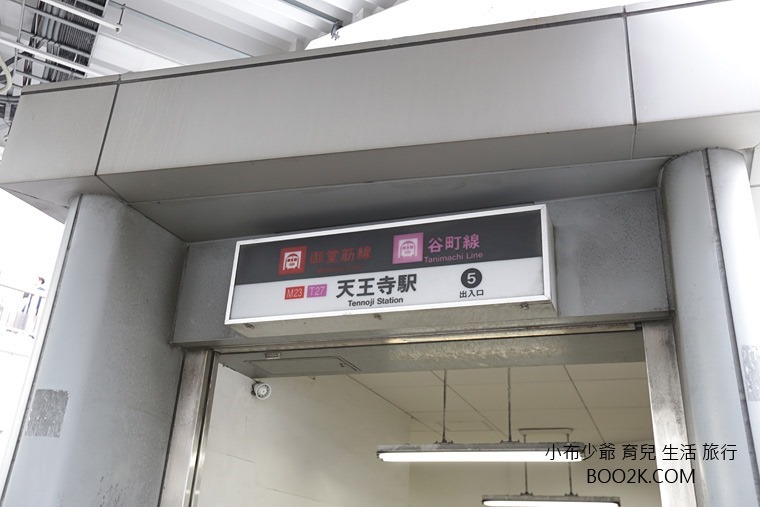 御堂筋線
谷町線
Tanimachi Line
M23 T27 天王寺駅
Tennoji Station
5
出入口
小布少爺 育兒 生活 旅行
BOO2K.COM